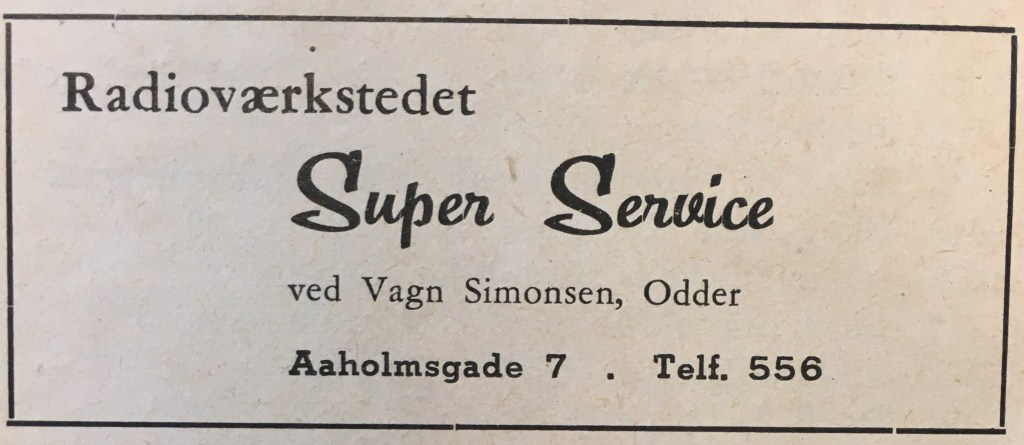 Radioværkstedet
Super Service
ved Vagn Simonsen, Odder
Aaholmsgade 7 . Telf. 556